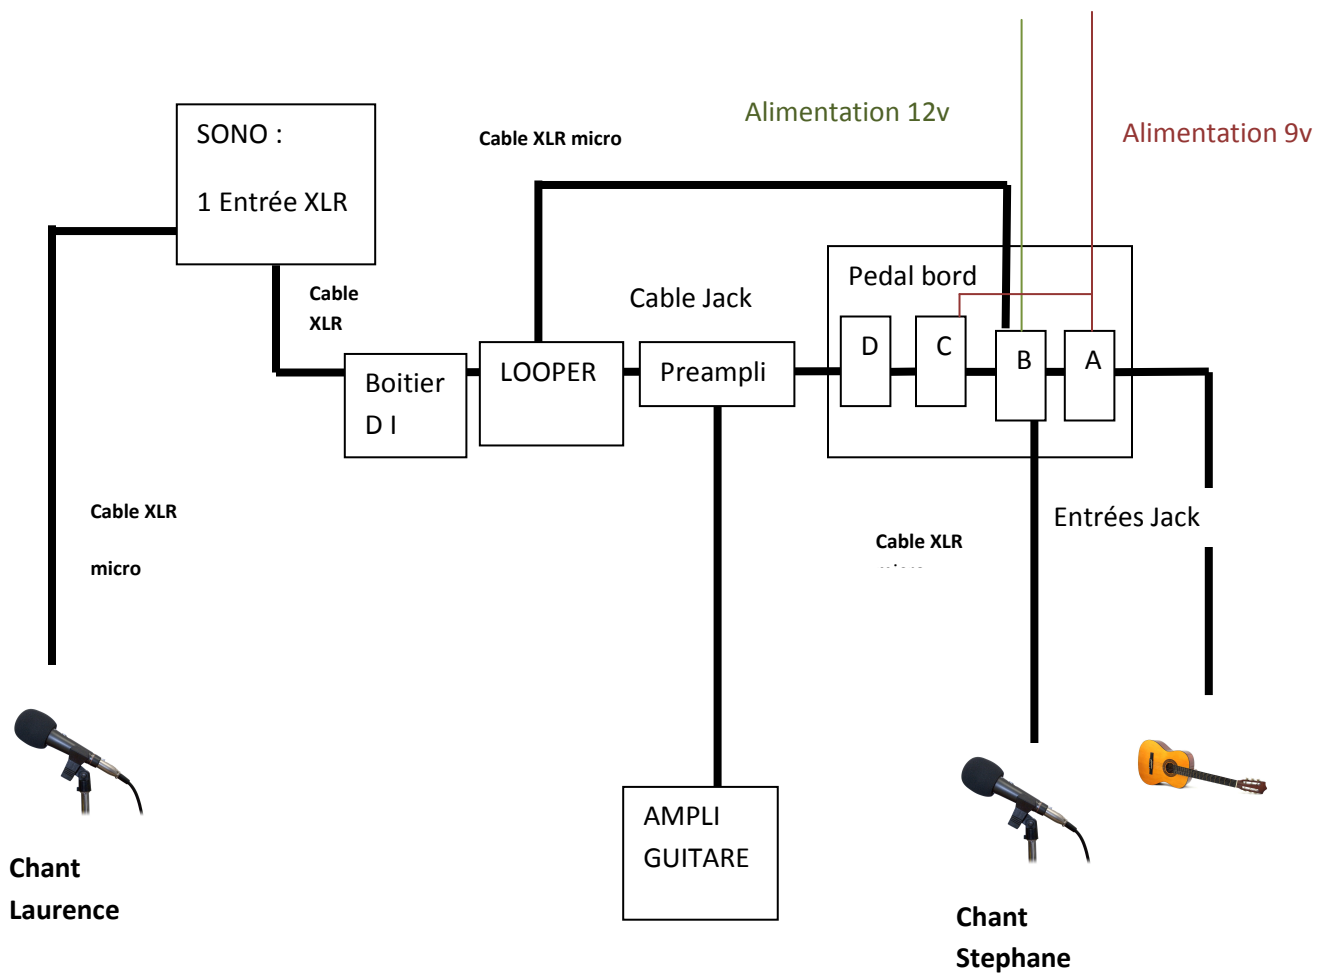 Alimentation 12v
Alimentation 9v
SONO :
1 Entrée XLR
Cable XLR micro
Pedal bord
Cable Jack
Cable
XLR
D
C
B
A
LOOPER
Preampli
Boitier
D I
Cable XLR
micro
Entrées Jack
Cable XLR
AMPLI
GUITARE
Chant
Laurence
Chant
Stephane